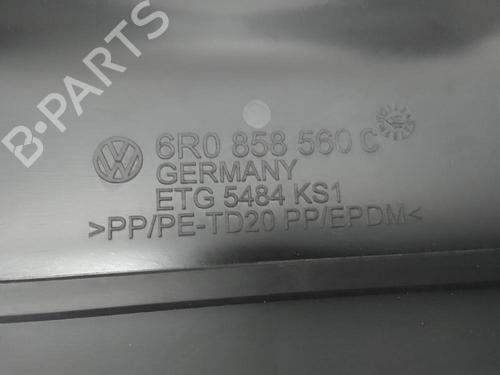 B-PARTS
6R0 858 560 C
GERMANY
ETG 5484 KS1
>PP/PE-TD20 PP/EPDM<